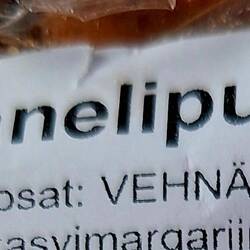 nelipu
osat: VEHNÄ
asvimargarii